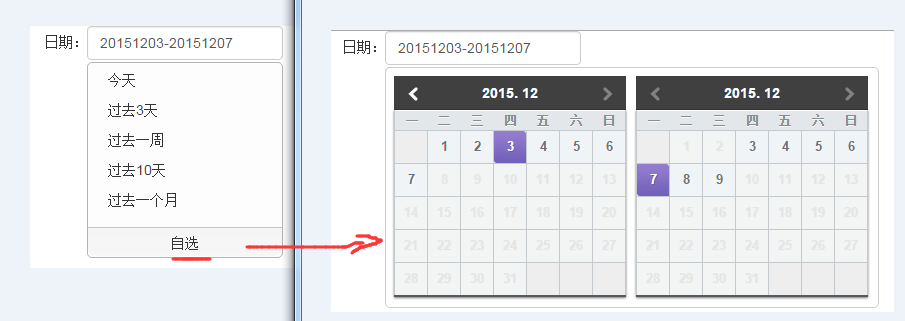 日期： 20151203-20151207
今天
过去3天
过去一周
过去10天
过去一个月
自选
日期： 20151203-20151207
2015. 12
一 二 三 四 五 六 日
1 2 3 4 5 6
7 8 9 10 11 12 13
14 15 16 17 18 19 20
21 22 23 24 25 26 27
28 29 30 31
2015. 12
一 二 三 四 五 六 日
1 2 3 4 5 6
7 8 9 10 11 12 13
14 15 16 17 18 19 20
21 22 23 24 25 26 27
28 29 30 31